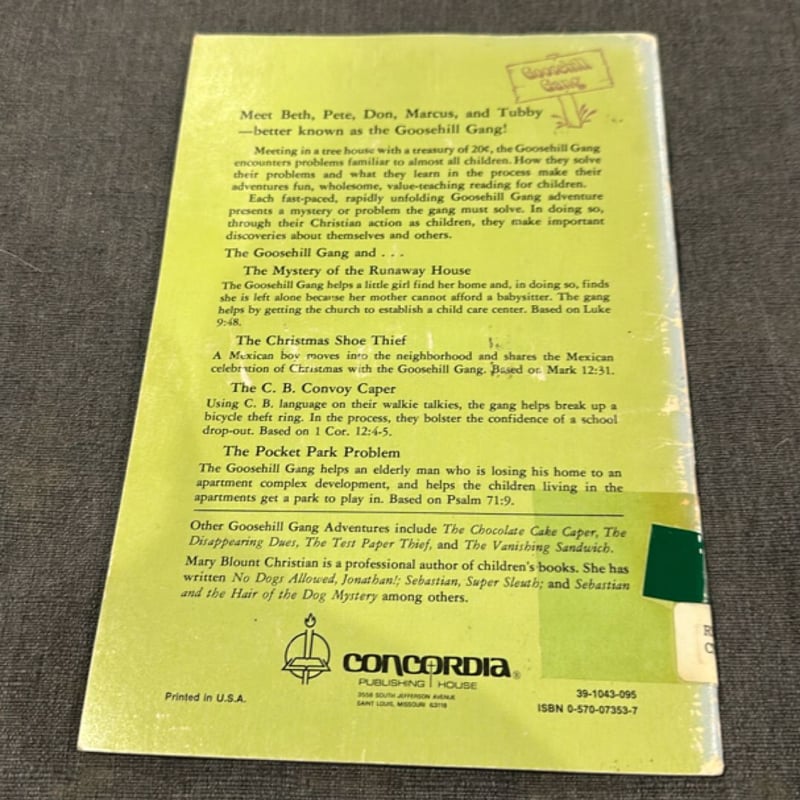 Goosehill
Gang
Meet Beth, Pete, Don, Marcus, and Tubby
—better known as the Goosehill Gang!
Meeting in a tree house with a treasury of 20¢, the Goosehill Gang
encounters problems familiar to almost all children. How they solve
their problems and what they learn in the process make their
adventures fun, wholesome, value-teaching reading for children.
Each fast-paced, rapidly unfolding Goosehill Gang adventure
presents a mystery or problem the gang must solve. In doing so,
through their Christian action as children, they make important
discoveries about themselves and others.
The Goosehill Gang and . . .
The Mystery of the Runaway House
The Goosehill Gang helps a little girl find her home and, in doing so, finds
she is left alone because her mother cannot afford a babysitter. The gang
helps by getting the church to establish a child care center. Based on Luke
9:48.
The Christmas Shoe Thief
A Mexican boy moves into the neighborhood and shares the Mexican
celebration of Christmas with the Goosehill Gang. Based on Mark 12:31.
The C. B. Convoy Caper
Using C. B. language on their walkie talkies, the gang helps break up a
bicycle theft ring. In the process, they bolster the confidence of a school
drop-out. Based on 1 Cor. 12:4-5.
The Pocket Park Problem
The Goosehill Gang helps an elderly man who is losing his home to an
apartment complex development, and helps the children living in the
apartments get a park to play in. Based on Psalm 71:9.
Other Goosehill Gang Adventures include The Chocolate Cake Caper, The
Disappearing Dues, The Test Paper Thief, and The Vanishing Sandwich.
Mary Blount Christian is a professional author of children's books. She has
written No Dogs Allowed, Jonathan!; Sebastian, Super Sleuth; and Sebastian
and the Hair of the Dog Mystery among others.
CONCORDIA®
PUBLISHING HOUSE
3558 SOUTH JEFFERSON AVENUE
SAINT LOUIS, MISSOURI 63118
Printed in U.S.A.
39-1043-095
ISBN 0-570-07353-7